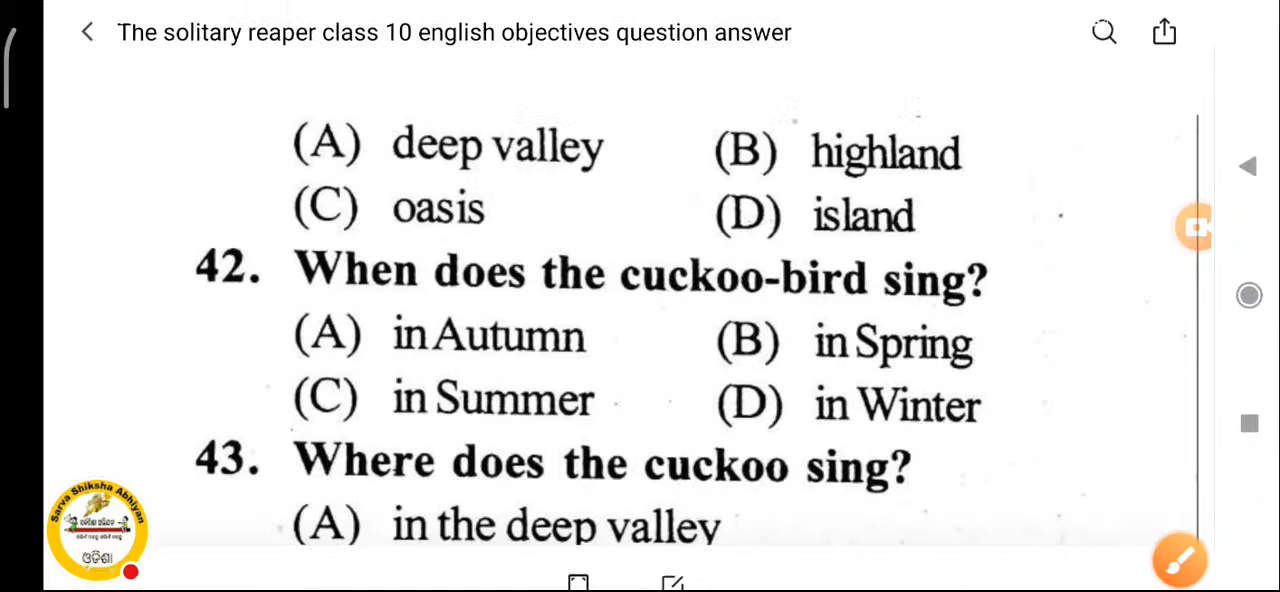 The solitary reaper class 10 english objectives question answer
(A) deep valley (B) highland
(C) oasis (D) island
42. When does the cuckoo-bird sing?
(A) in Autumn (B) in Spring
(C) in Summer (D) in Winter
43. Where does the cuckoo sing?
(A) in the deep valley
Sarva Shiksha Abhiyan
ଓଡିଶା